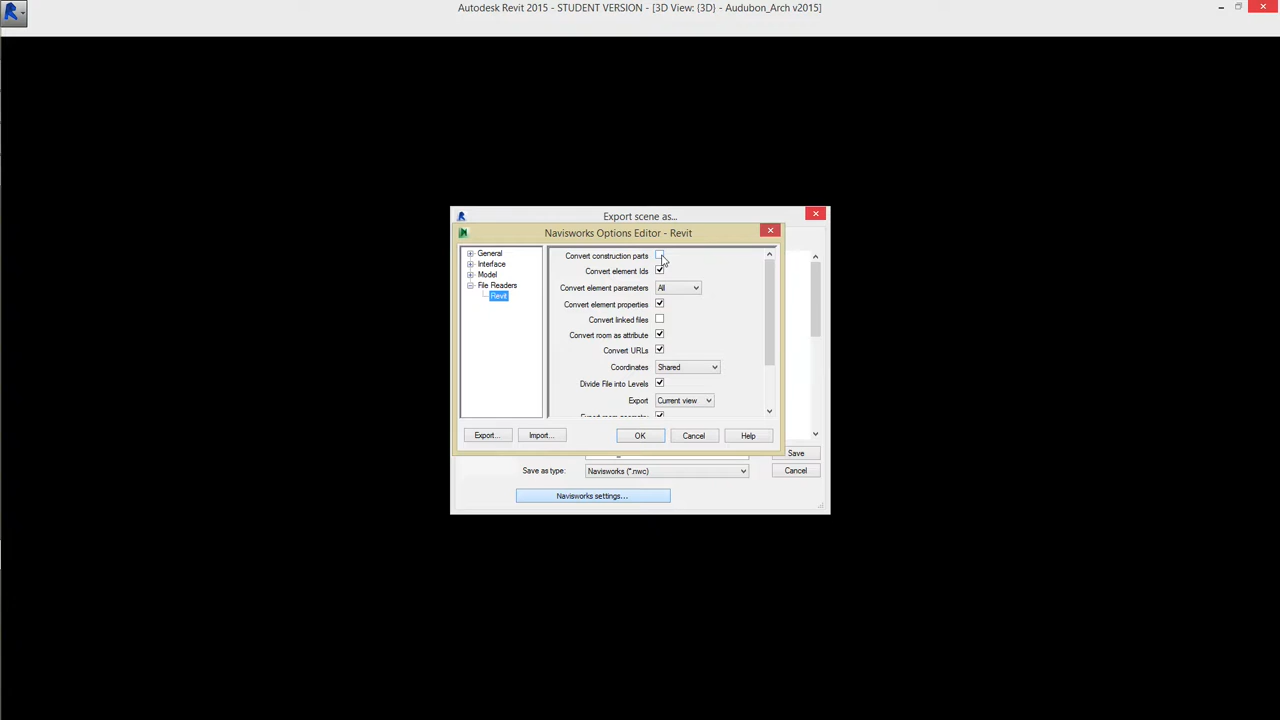 Autodesk Revit 2015 - STUDENT VERSION - [3D View: {3D} - Audubon_Arch v2015]
Export scene as...
Navisworks Options Editor - Revit
General
Interface
Model
File Readers
Revit
Convert construction parts
Convert element Ids
Convert element parameters All
Convert element properties
Convert linked files
Convert room as attribute
Convert URLs
Coordinates Shared
Divide File into Levels
Export Current view
Export... Import... OK Cancel Help
Save
Save as type: Navisworks (*.nwc) Cancel
Navisworks settings...